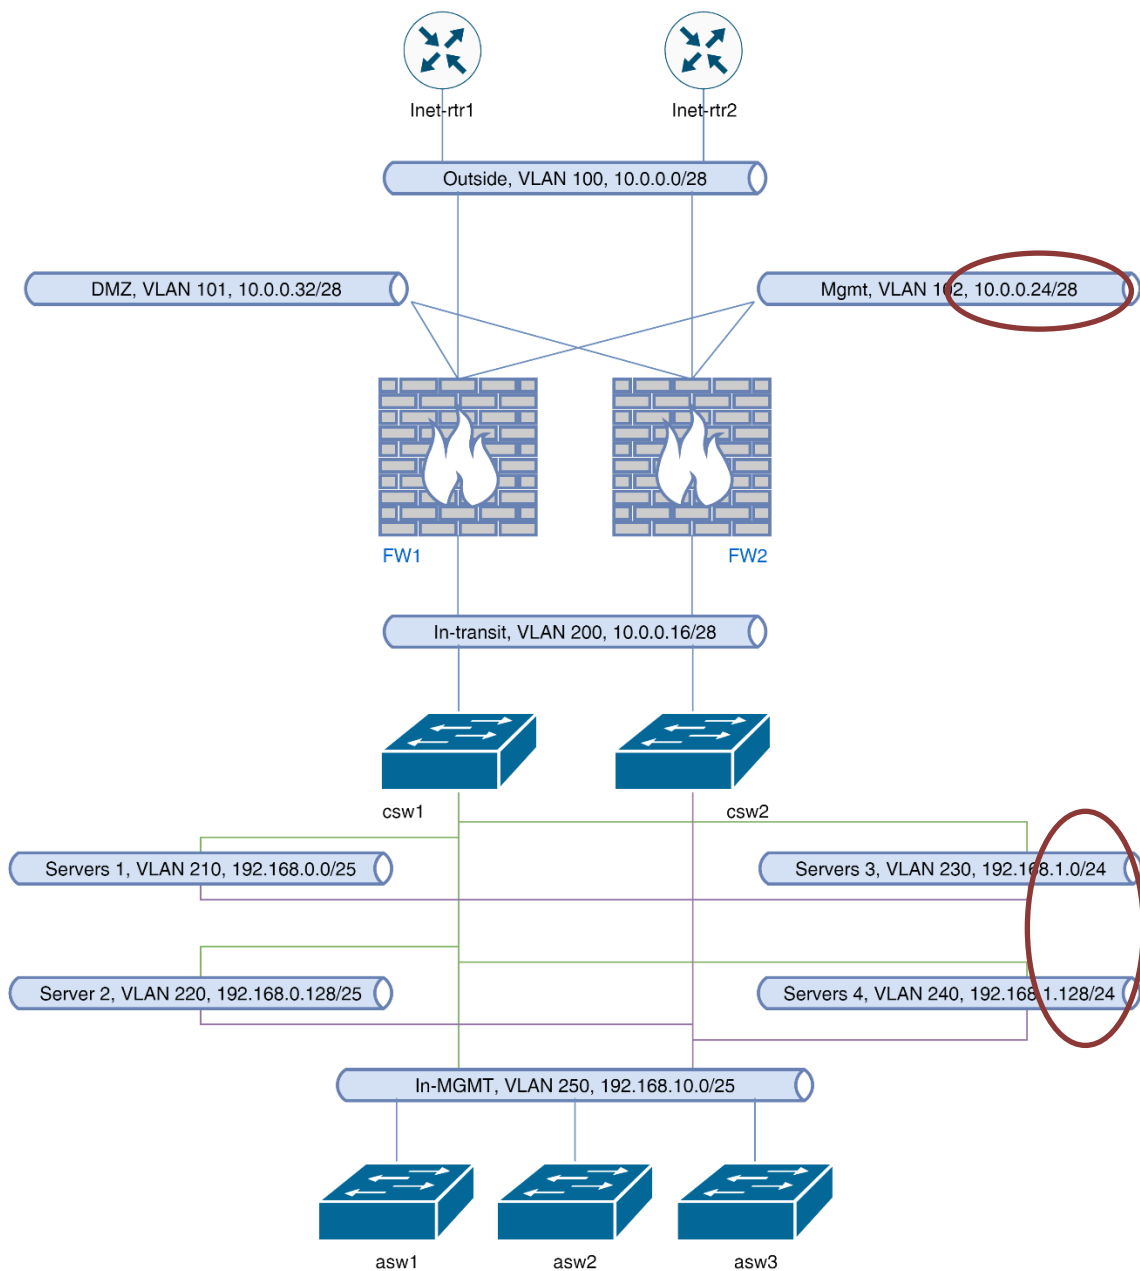 Inet-rtr1
Inet-rtr2
Outside, VLAN 100, 10.0.0.0/28
DMZ, VLAN 101, 10.0.0.32/28
Mgmt, VLAN 102, 10.0.0.24/28
FW1
FW2
In-transit, VLAN 200, 10.0.0.16/28
csw1
csw2
Servers 1, VLAN 210, 192.168.0.0/25
Servers 3, VLAN 230, 192.168.1.0/24
Server 2, VLAN 220, 192.168.0.128/25
Servers 4, VLAN 240, 192.168.1.128/24
In-MGMT, VLAN 250, 192.168.10.0/25
asw1
asw2
asw3